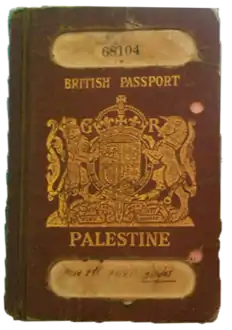 68104
BRITISH PASSPORT
G R
PALESTINE